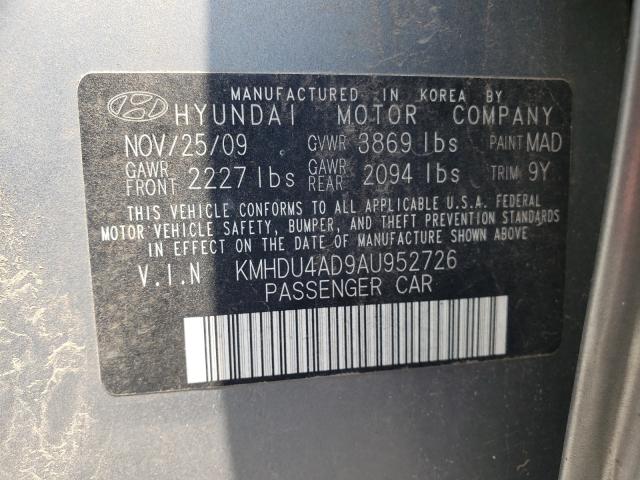 MANUFACTURED IN KOREA BY
HYUNDAI MOTOR COMPANY
NOV/25/09 GVWR 3869 lbs PAINT MAD
GAWR FRONT 2227 lbs GAWR REAR 2094 lbs TRIM 9Y
THIS VEHICLE CONFORMS TO ALL APPLICABLE U.S.A. FEDERAL
MOTOR VEHICLE SAFETY, BUMPER, AND THEFT PREVENTION STANDARDS
IN EFFECT ON THE DATE OF MANUFACTURE SHOWN ABOVE.
V.I.N KMHDU4AD9AU952726
PASSENGER CAR